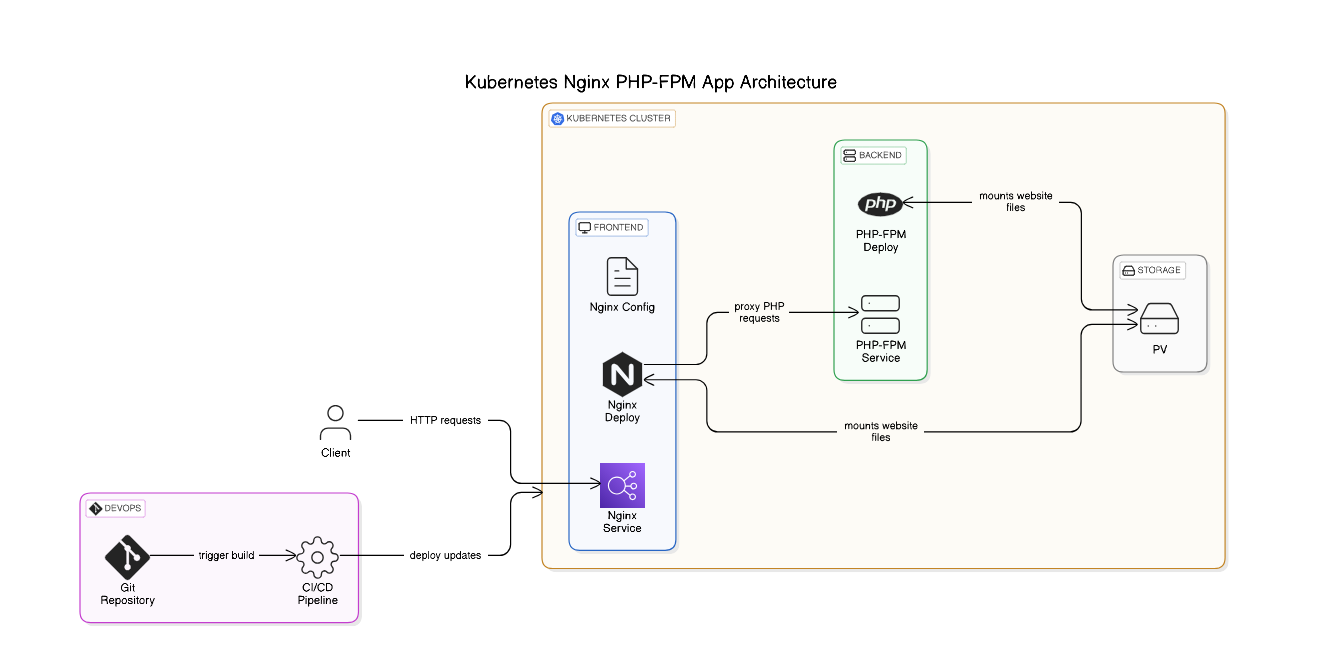 Kubernetes Nginx PHP-FPM App Architecture
KUBERNETES CLUSTER
BACKEND
php
PHP-FPM
Deploy
mounts website
files
FRONTEND
Nginx Config
STORAGE
PV
proxy PHP
requests
PHP-FPM
Service
N
Nginx
Deploy
mounts website
files
HTTP requests
Client
Nginx
Service
DEVOPS
Git
Repository
trigger build
CI/CD
Pipeline
deploy updates